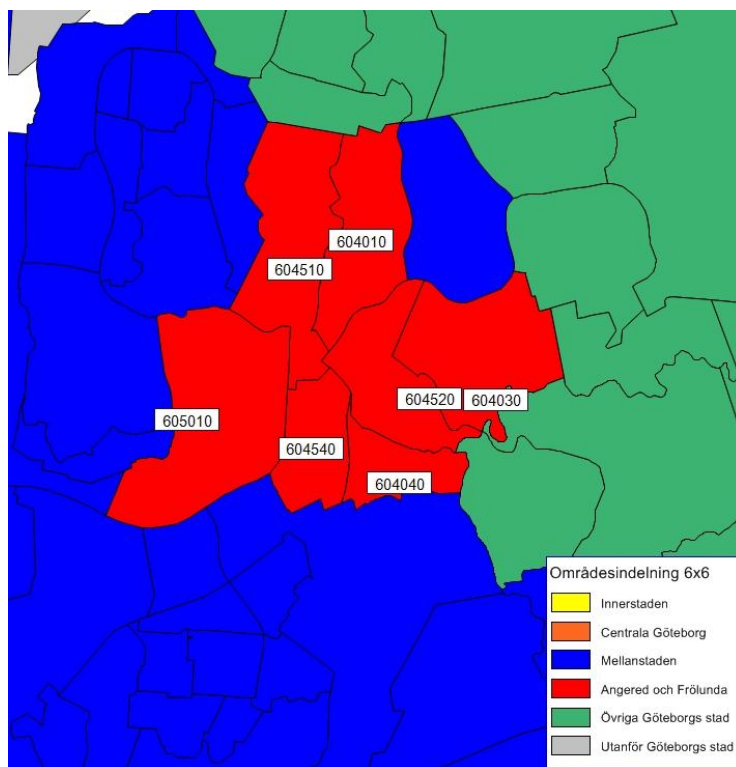 604010
604510
604520
604030
605010
604540
604040
Områdesindelning 6x6
Innerstaden
Centrala Göteborg
Mellanstaden
Angered och Frölunda
Övriga Göteborgs stad
Utanför Göteborgs stad